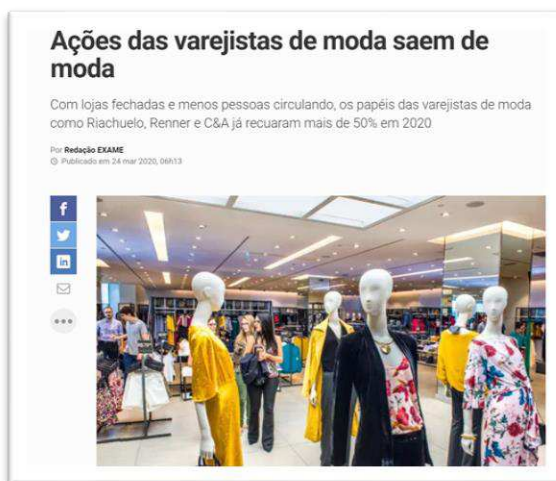 Ações das varejistas de moda saem de
moda
Com lojas fechadas e menos pessoas circulando, os papéis das varejistas de moda
como Riachuelo, Renner e C&A já recuaram mais de 50% em 2020
Por Redação EXAME
Publicado em 24 mar 2020, 06h13